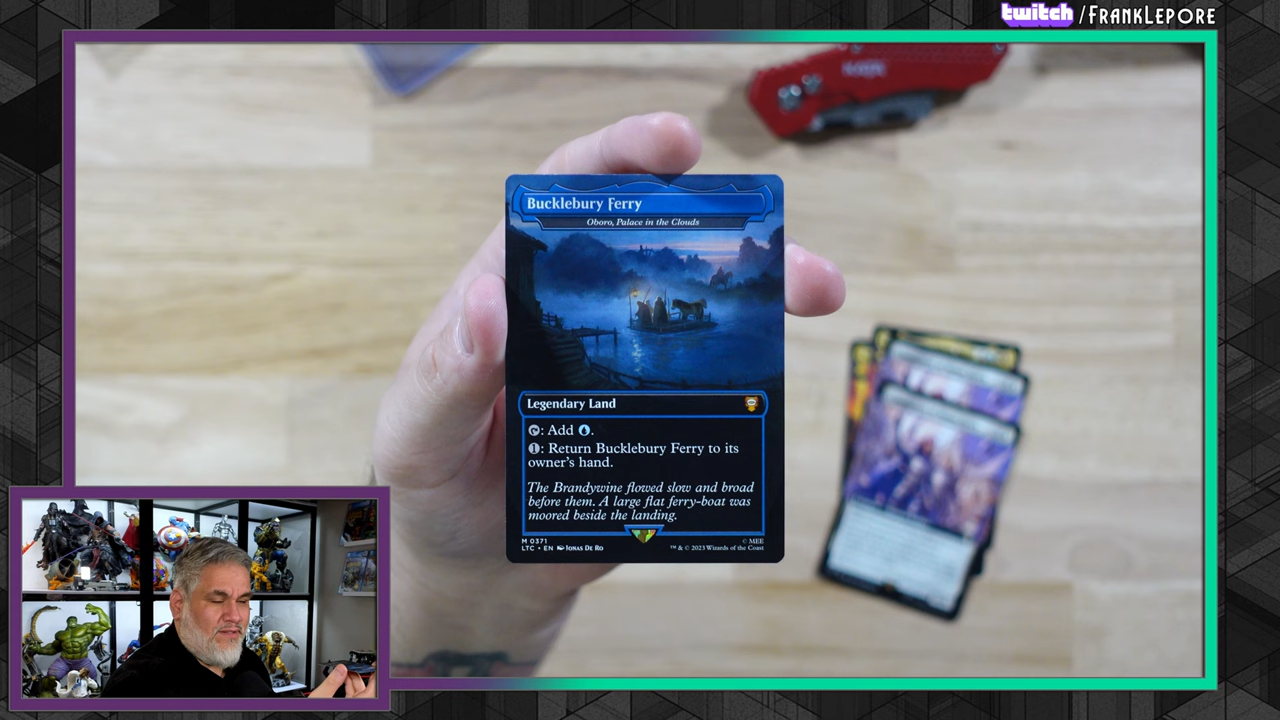 twitch /FRANKLEPORE
Bucklebury Ferry
Oboro, Palace in the Clouds
Legendary Land
: Add .
1: Return Bucklebury Ferry to its
owner's hand.
The Brandywine flowed slow and broad
before them. A large flat ferry-boat was
moored beside the landing.
M 0371
LTC • EN Jonas De Ro
© MEE
™ & © 2023 Wizards of the Coast